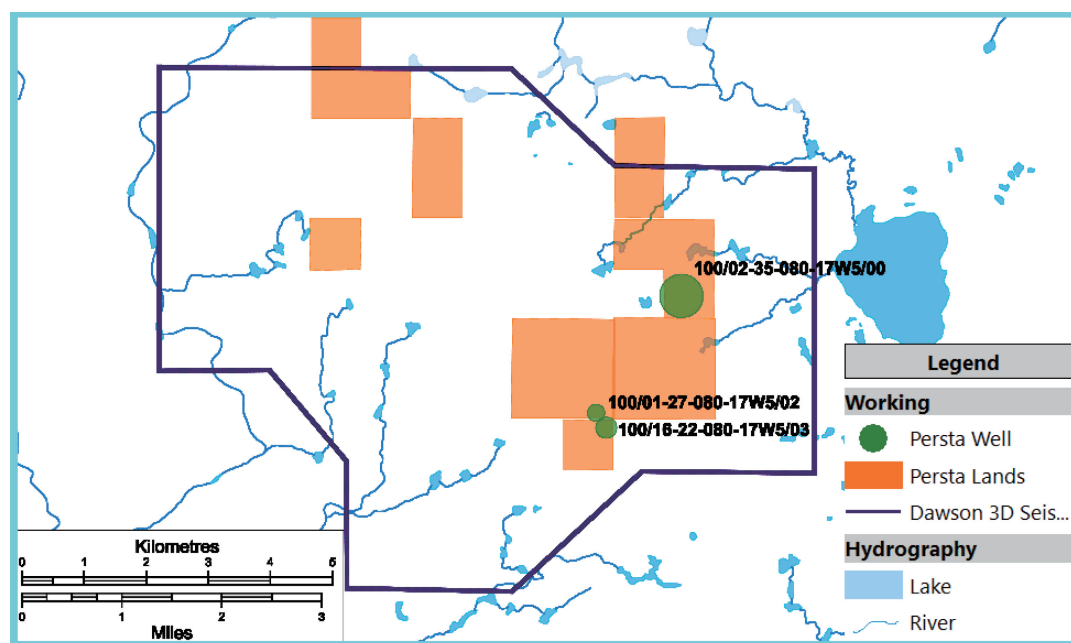 100/02-35-080-17W5/00
100/01-27-080-17W5/02
100/16-22-080-17W5/03
Legend
Working
Persta Well
Persta Lands
Dawson 3D Seis...
Hydrography
Lake
River
Kilometres
0 1 2 3 4 5
0 1 2 3
Miles